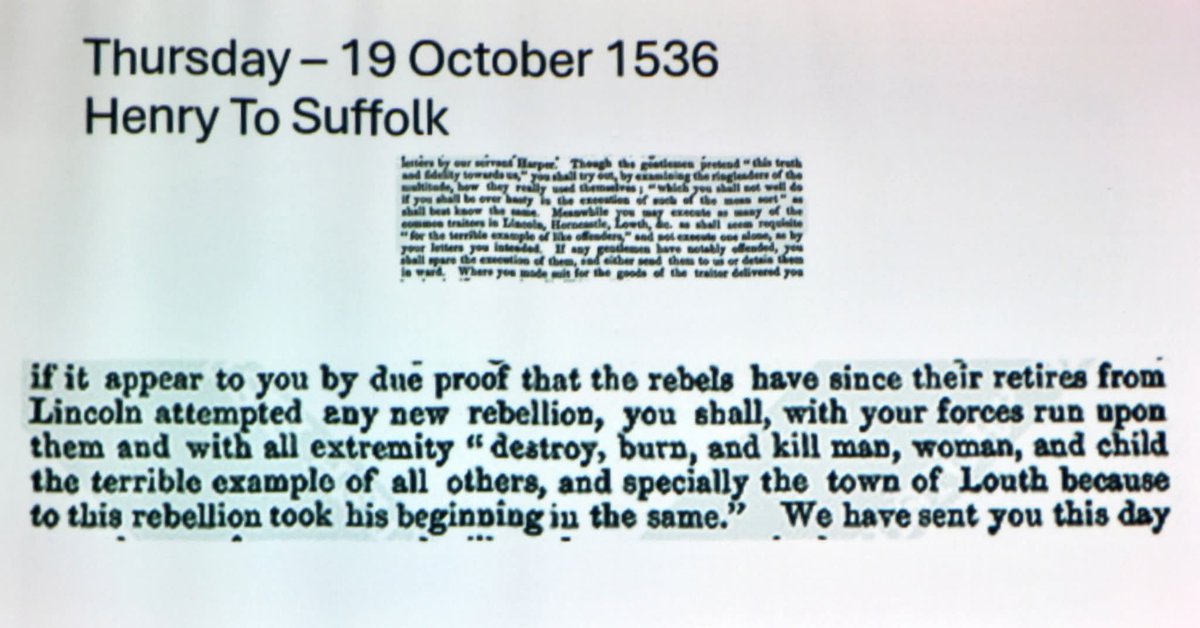 Thursday – 19 October 1536
Henry To Suffolk
letters by our servant Harper. Though the gentlemen pretend "this truth
and fidelity towards us," you shall try out, by examining the ringleaders of the
multitude, how they really used themselves; "which you shall not well do
if you shall be over hasty in the execution of each of the mean sort" as
shall best know the same. Meanwhile you may execute as many of the
common traitors in Lincoln, Horncastle, Lowth, &c. as shall seem requisite
"for the terrible example of like offenders," and not execute one alone, as by
your letters you intended. If any gentlemen have notably offended, you
shall spare the execution of them, and either send them to us or detain them
in ward. Where you made suit for the goods of the traitor delivered you
if it appear to you by due proof that the rebels have since their retires from
Lincoln attempted any new rebellion, you shall, with your forces run upon
them and with all extremity "destroy, burn, and kill man, woman, and child
the terrible example of all others, and specially the town of Louth because
to this rebellion took his beginning in the same." We have sent you this day